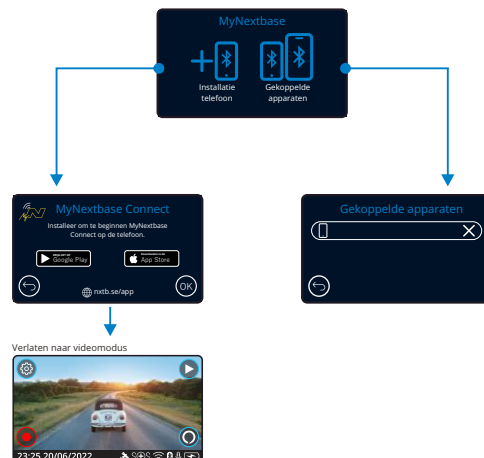 MyNextbase
Installatie
telefoon
Gekoppelde
apparaten
MyNextbase Connect
Installeer om te beginnen MyNextbase
Connect op de telefoon.
Google Play
App Store
OK
nxtb.se/app
Gekoppelde apparaten
Verlaten naar videomodus
23:25 20/06/2022